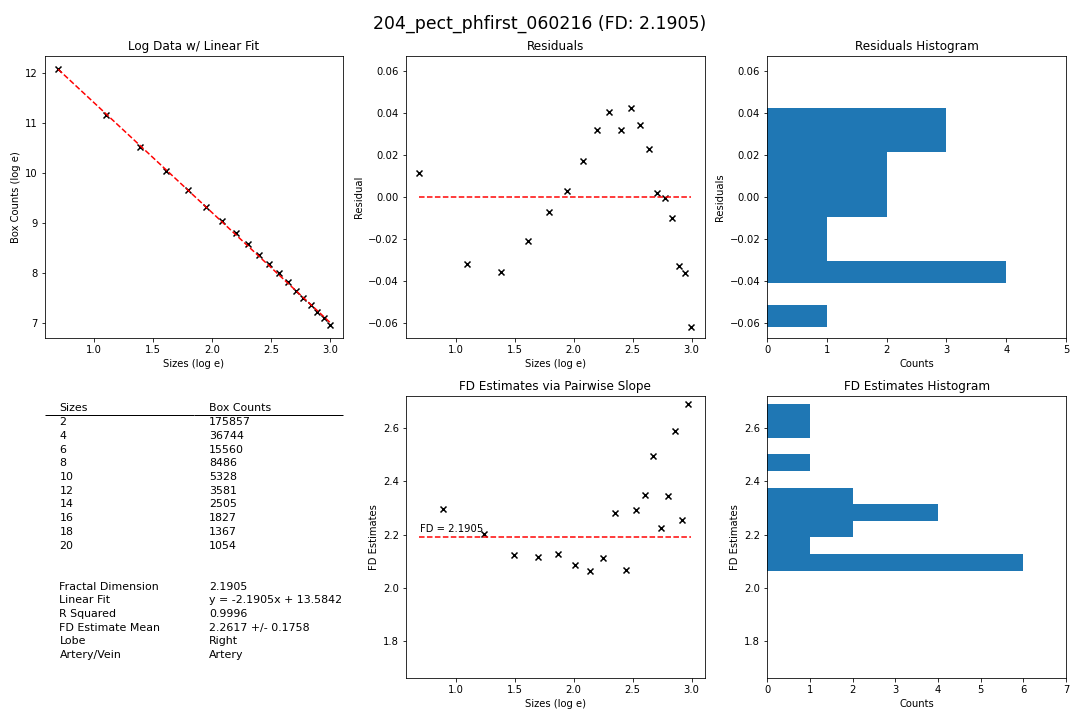 204_pect_phfirst_060216 (FD: 2.1905)
Log Data w/ Linear Fit
Box Counts (log e)
12
11
10
9
8
7
1.0 1.5 2.0 2.5 3.0
Sizes (log e)
Residuals
Residual
0.06
0.04
0.02
0.00
−0.02
−0.04
−0.06
1.0 1.5 2.0 2.5 3.0
Sizes (log e)
Residuals Histogram
Residuals
0.06
0.04
0.02
0.00
−0.02
−0.04
−0.06
0 1 2 3 4 5
Counts
Sizes Box Counts
2 175857
4 36744
6 15560
8 8486
10 5328
12 3581
14 2505
16 1827
18 1367
20 1054
Fractal Dimension 2.1905
Linear Fit y = -2.1905x + 13.5842
R Squared 0.9996
FD Estimate Mean 2.2617 +/- 0.1758
Lobe Right
Artery/Vein Artery
FD Estimates via Pairwise Slope
FD Estimates
2.6
2.4
2.2
2.0
1.8
FD = 2.1905
1.0 1.5 2.0 2.5 3.0
Sizes (log e)
FD Estimates Histogram
FD Estimates
2.6
2.4
2.2
2.0
1.8
0 1 2 3 4 5 6 7
Counts